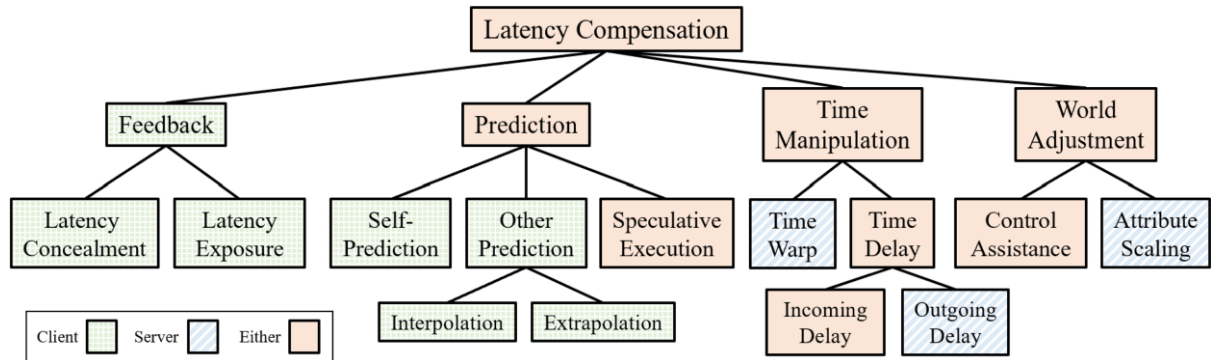 Latency Compensation
Feedback
Prediction
Time
Manipulation
World
Adjustment
Latency
Concealment
Latency
Exposure
Self-
Prediction
Other
Prediction
Speculative
Execution
Time
Warp
Time
Delay
Control
Assistance
Attribute
Scaling
Interpolation
Extrapolation
Incoming
Delay
Outgoing
Delay
Client Server Either